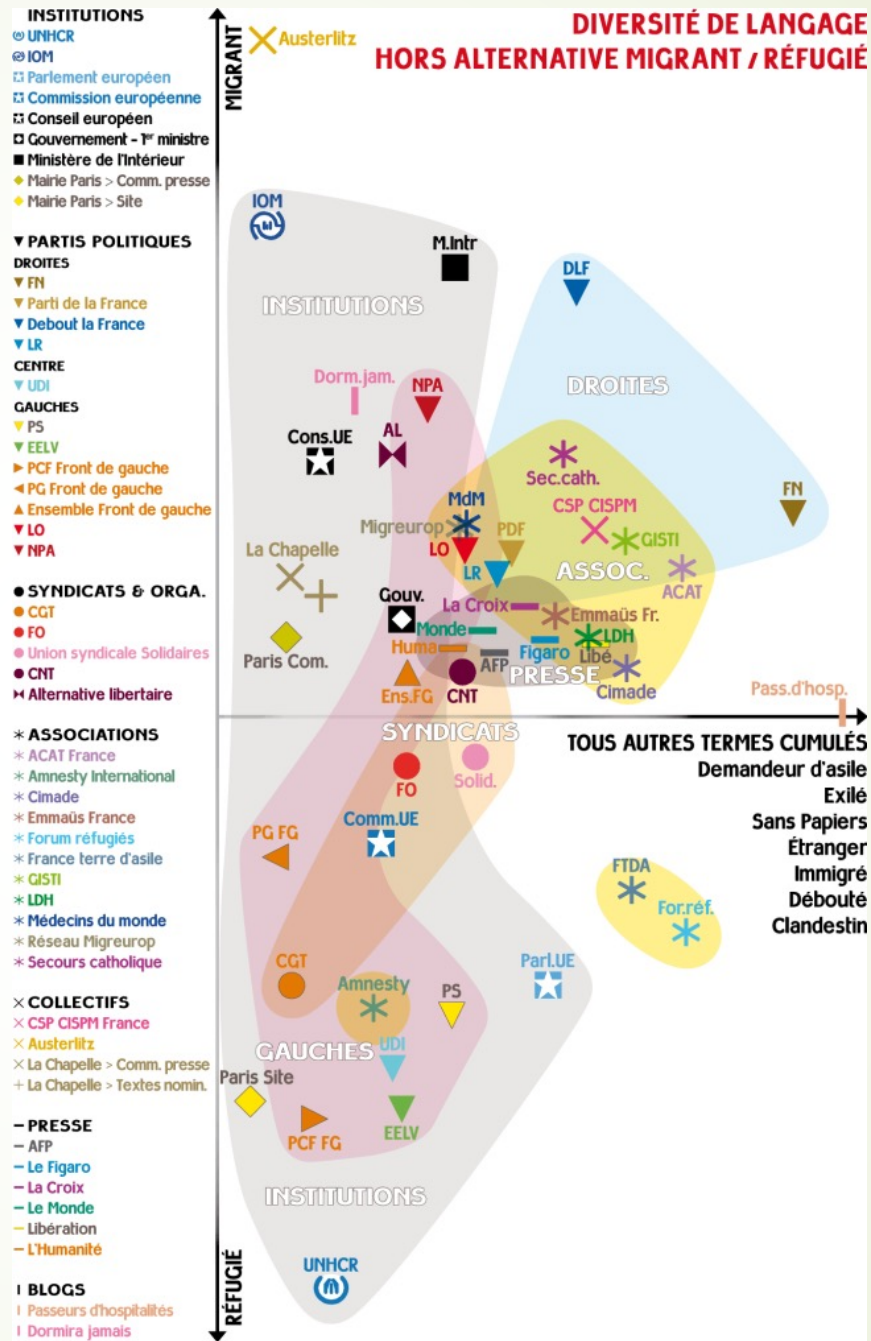 DIVERSITÉ DE LANGAGE
HORS ALTERNATIVE MIGRANT / RÉFUGIÉ
INSTITUTIONS
UNHCR
IOM
Parlement européen
Commission européenne
Conseil européen
Gouvernement - 1er ministre
Ministère de l'Intérieur
Mairie Paris > Comm. presse
Mairie Paris > Site
PARTIS POLITIQUES
DROITES
FN
Parti de la France
Debout la France
LR
CENTRE
UDI
GAUCHES
PS
EELV
PCF Front de gauche
PG Front de gauche
Ensemble Front de gauche
LO
NPA
SYNDICATS & ORGA.
CGT
FO
Union syndicale Solidaires
CNT
Alternative libertaire
ASSOCIATIONS
ACAT France
Amnesty International
Cimade
Emmaüs France
Forum réfugiés
France terre d'asile
GISTI
LDH
Médecins du monde
Réseau Migreurop
Secours catholique
COLLECTIFS
CSP CISPM France
Austerlitz
La Chapelle > Comm. presse
La Chapelle > Textes nomin.
PRESSE
AFP
Le Figaro
La Croix
Le Monde
Libération
L'Humanité
BLOGS
Passeurs d'hospitalités
Dormira jamais
MIGRANT
Austerlitz
IOM
M.Intr
DLF
INSTITUTIONS
Dorm.jam.
NPA
DROITES
AL
Cons.UE
Sec.cath.
FN
MdM
CSP CISPM
Migreurop
LO
PDF
GISTI
La Chapelle
LR
ASSOC.
ACAT
Gouv.
La Croix
Emmaüs Fr.
Monde
LDH
Paris Com.
Huma
AFP
Figaro
Libé
Ens.FG
CNT
PRESSE
Cimade
Pass.d'hosp.
SYNDICATS
FO
Solid.
TOUS AUTRES TERMES CUMULÉS
Demandeur d'asile
Exilé
Sans Papiers
Étranger
Immigré
Débouté
Clandestin
Comm.UE
PG FG
FTDA
For.réf.
CGT
Amnesty
PS
Parl.UE
GAUCHES
UDI
Paris Site
PCF FG
EELV
INSTITUTIONS
UNHCR
RÉFUGIÉ